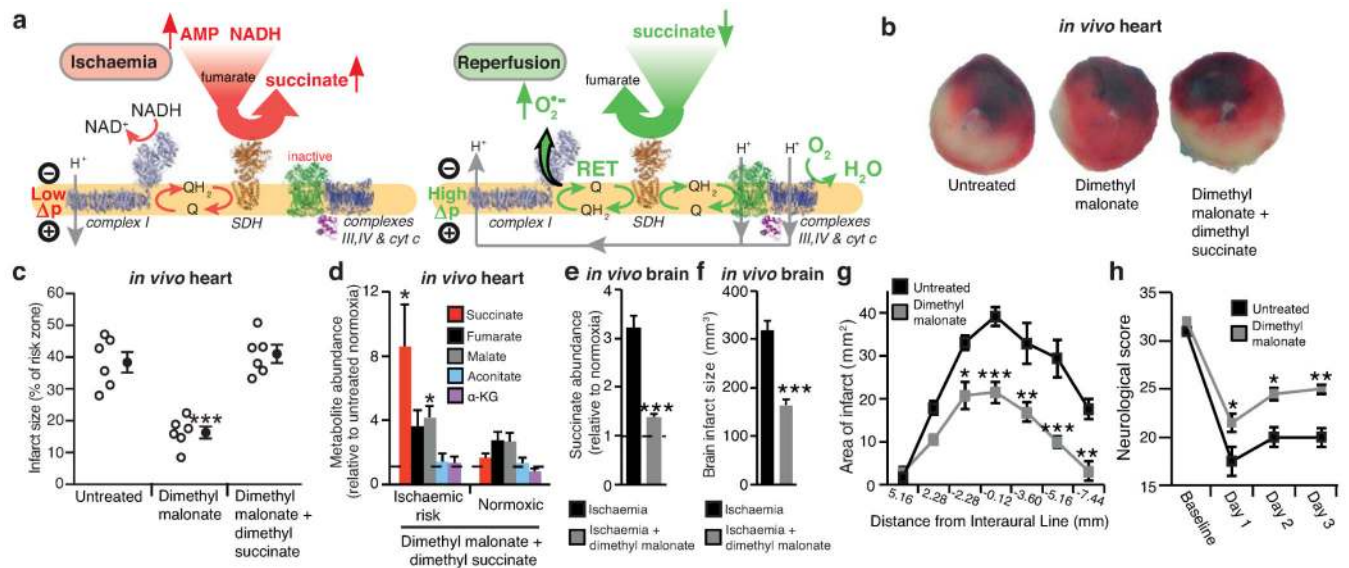 a
AMP NADH
Ischaemia
fumarate
succinate
NADH
NAD+
H+
inactive
Low
Δp
QH2
Q
complex I
SDH
complexes
III,IV & cyt c
succinate
Reperfusion
fumarate
O2•−
H+
RET
H+
H+
O2
H2O
High
Δp
Q
QH2
QH2
Q
complex I
SDH
complexes
III,IV & cyt c
b
in vivo heart
Untreated
Dimethyl
malonate
Dimethyl
malonate +
dimethyl
succinate
c
in vivo heart
Infarct size (% of risk zone)
60
50
40
30
20
10
0
***
Untreated
Dimethyl
malonate
Dimethyl
malonate +
dimethyl
succinate
d
in vivo heart
Metabolite abundance
(relative to untreated normoxia)
12
8
4
0
*
*
Succinate
Fumarate
Malate
Aconitate
α-KG
Ischaemic
risk
Normoxic
Dimethyl malonate +
dimethyl succinate
e
in vivo brain
Succinate abundance
(relative to normoxia)
4
3
2
1
0
***
Ischaemia
Ischaemia +
dimethyl malonate
f
in vivo brain
Brain infarct size (mm3)
400
300
200
100
0
***
Ischaemia
Ischaemia +
dimethyl malonate
g
Untreated
Dimethyl
malonate
Area of infarct (mm2)
50
40
30
20
10
0
*
***
**
***
**
5.16
2.28
-2.28
-0.12
-3.60
-5.16
-7.44
Distance from Interaural Line (mm)
h
Untreated
Dimethyl
malonate
Neurological score
35
30
25
20
15
*
*
**
Baseline
Day 1
Day 2
Day 3